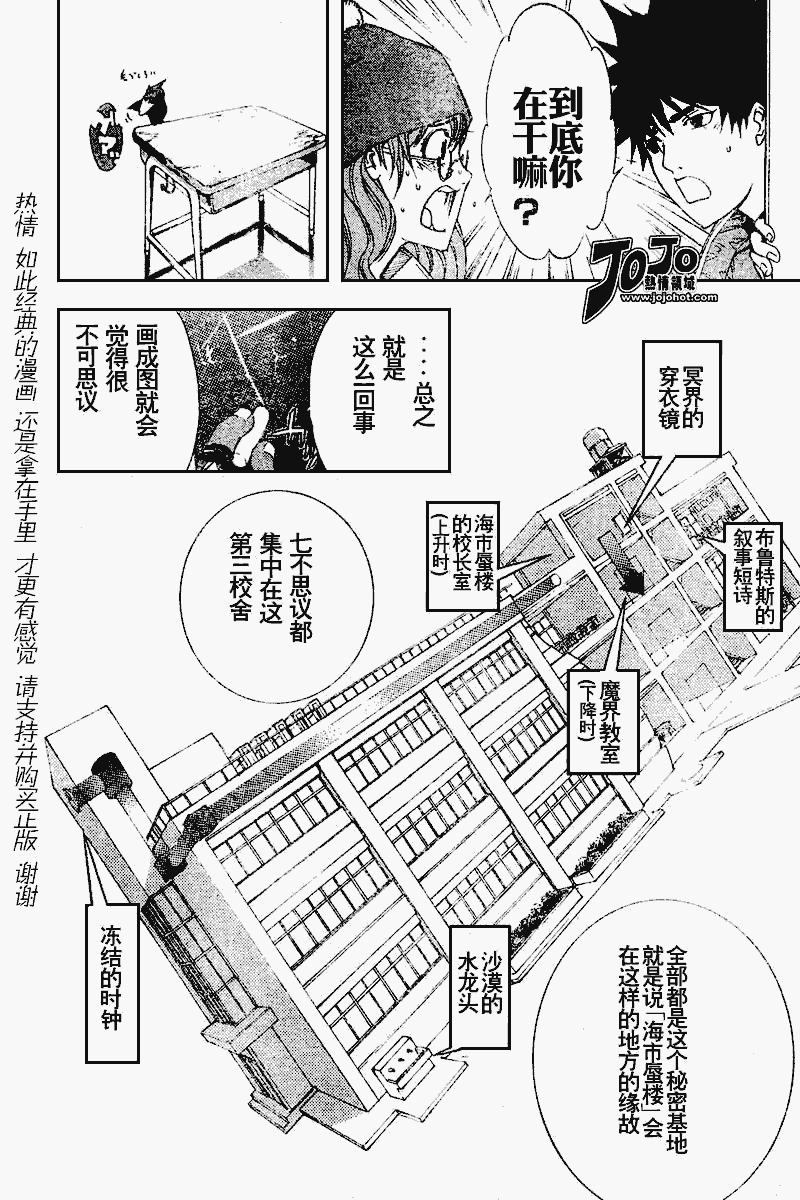 到底你
在干嘛
?
JOJO
熱情領域
www.jojohot.com
....总之
就是
这么一回事
画成图就会
觉得很
不可思议
冥界的
穿衣镜
布鲁特斯的
叙事短诗
海市蜃楼
的校长室
(上升时)
魔界教室
(下降时)
七不思议都
集中在这
第三校舍
沙漠的
水龙头
冻结的时钟
全部都是这个秘密基地
就是说「海市蜃楼」会
在这样的地方的缘故
热情 如此经典的漫画 还是拿在手里 才更有感觉 请支持并购买正版 谢谢